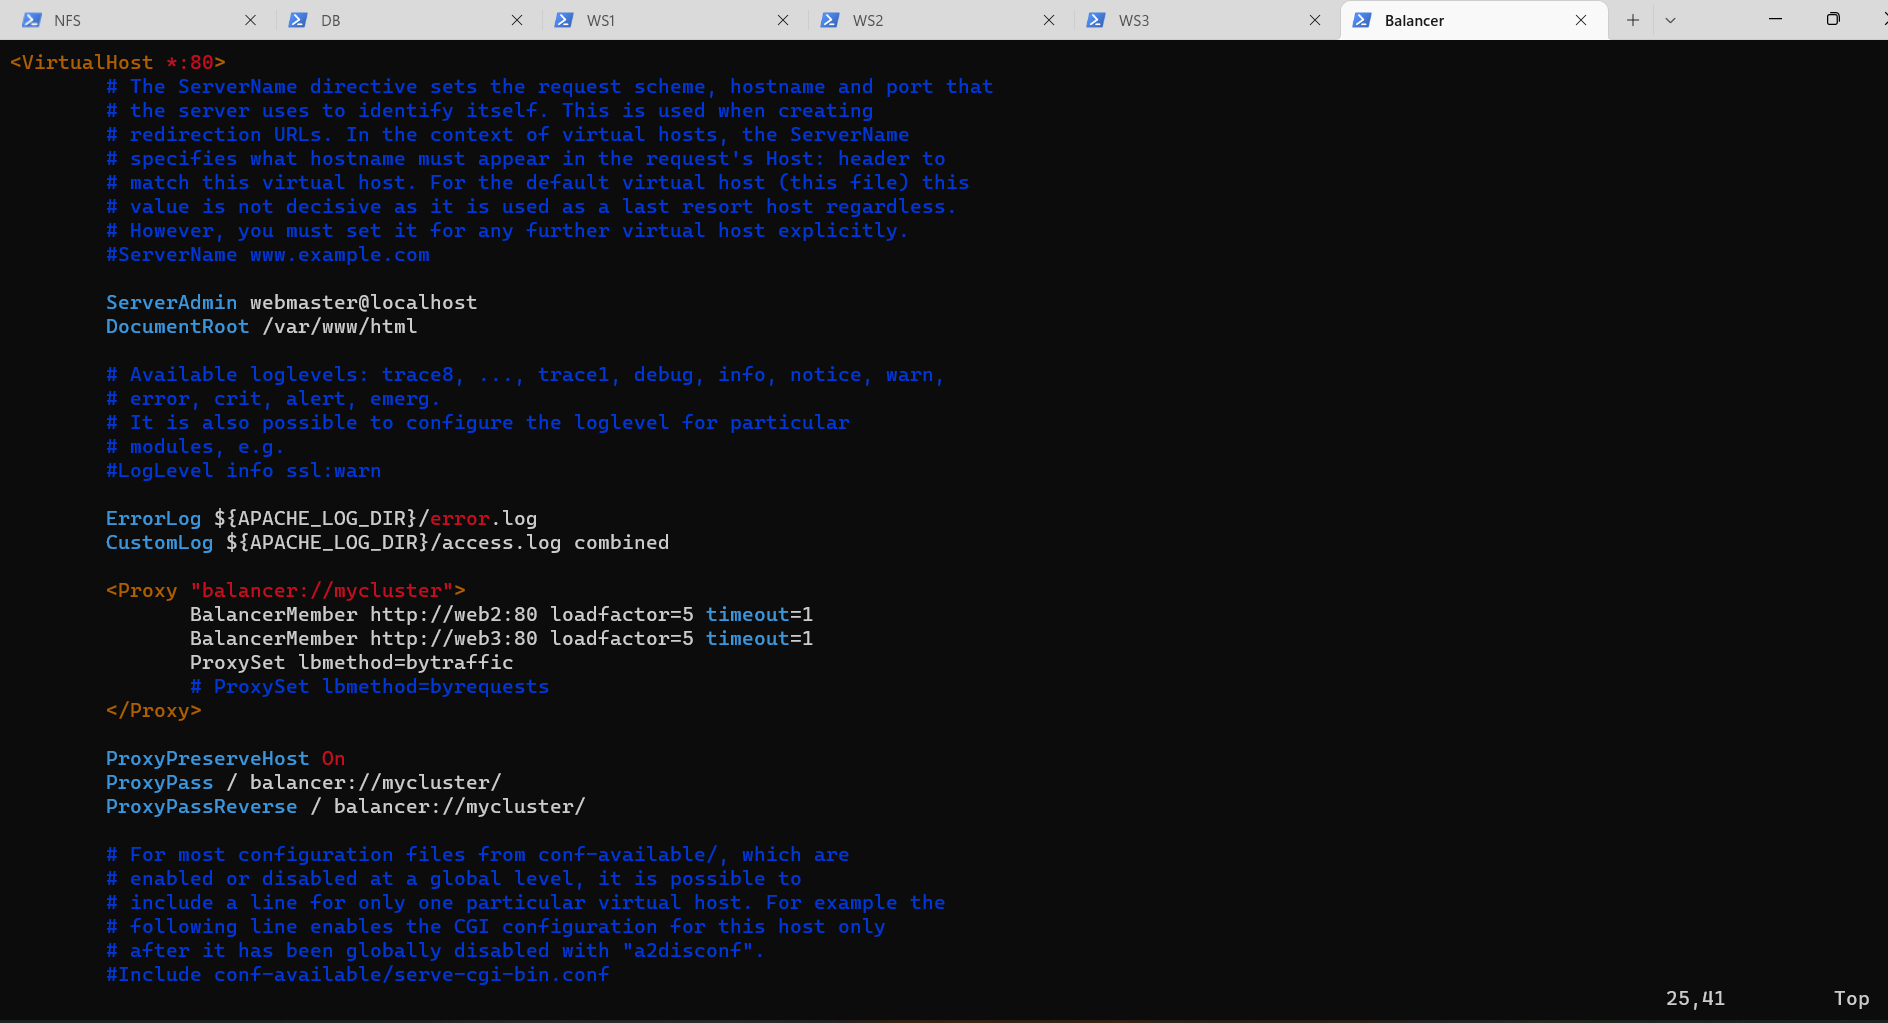 NFS
DB
WS1
WS2
WS3
Balancer
<VirtualHost *:80>
# The ServerName directive sets the request scheme, hostname and port that
# the server uses to identify itself. This is used when creating
# redirection URLs. In the context of virtual hosts, the ServerName
# specifies what hostname must appear in the request's Host: header to
# match this virtual host. For the default virtual host (this file) this
# value is not decisive as it is used as a last resort host regardless.
# However, you must set it for any further virtual host explicitly.
#ServerName www.example.com
ServerAdmin webmaster@localhost
DocumentRoot /var/www/html
# Available loglevels: trace8, ..., trace1, debug, info, notice, warn,
# error, crit, alert, emerg.
# It is also possible to configure the loglevel for particular
# modules, e.g.
#LogLevel info ssl:warn
ErrorLog ${APACHE_LOG_DIR}/error.log
CustomLog ${APACHE_LOG_DIR}/access.log combined
<Proxy "balancer://mycluster">
BalancerMember http://web2:80 loadfactor=5 timeout=1
BalancerMember http://web3:80 loadfactor=5 timeout=1
ProxySet lbmethod=bytraffic
# ProxySet lbmethod=byrequests
</Proxy>
ProxyPreserveHost On
ProxyPass / balancer://mycluster/
ProxyPassReverse / balancer://mycluster/
# For most configuration files from conf-available/, which are
# enabled or disabled at a global level, it is possible to
# include a line for only one particular virtual host. For example the
# following line enables the CGI configuration for this host only
# after it has been globally disabled with "a2disconf".
#Include conf-available/serve-cgi-bin.conf
25,41 Top